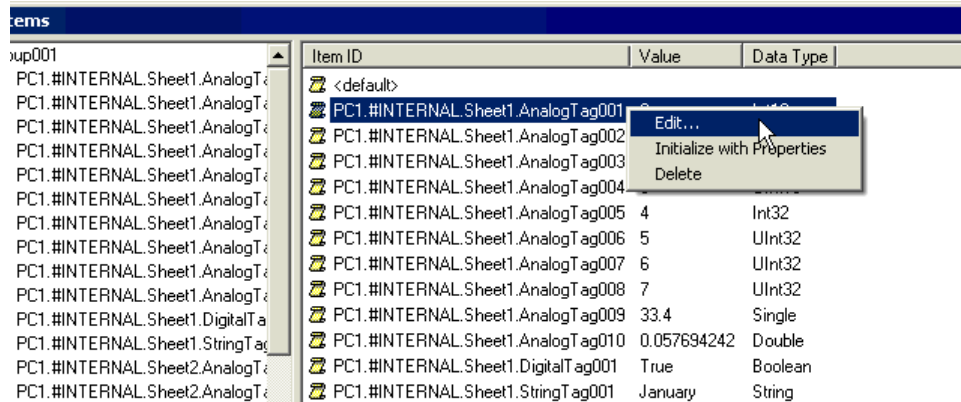 tems
oup001
PC1.#INTERNAL.Sheet1.AnalogTa
PC1.#INTERNAL.Sheet1.AnalogTa
PC1.#INTERNAL.Sheet1.AnalogTa
PC1.#INTERNAL.Sheet1.AnalogTa
PC1.#INTERNAL.Sheet1.AnalogTa
PC1.#INTERNAL.Sheet1.AnalogTa
PC1.#INTERNAL.Sheet1.AnalogTa
PC1.#INTERNAL.Sheet1.AnalogTa
PC1.#INTERNAL.Sheet1.AnalogTa
PC1.#INTERNAL.Sheet1.AnalogTa
PC1.#INTERNAL.Sheet1.DigitalTa
PC1.#INTERNAL.Sheet1.StringTag
PC1.#INTERNAL.Sheet2.AnalogTa
PC1.#INTERNAL.Sheet2.AnalogTa
Item ID Value Data Type
<default>
PC1.#INTERNAL.Sheet1.AnalogTag001
PC1.#INTERNAL.Sheet1.AnalogTag002
PC1.#INTERNAL.Sheet1.AnalogTag003
PC1.#INTERNAL.Sheet1.AnalogTag004
PC1.#INTERNAL.Sheet1.AnalogTag005 4 Int32
PC1.#INTERNAL.Sheet1.AnalogTag006 5 UInt32
PC1.#INTERNAL.Sheet1.AnalogTag007 6 UInt32
PC1.#INTERNAL.Sheet1.AnalogTag008 7 UInt32
PC1.#INTERNAL.Sheet1.AnalogTag009 33.4 Single
PC1.#INTERNAL.Sheet1.AnalogTag010 0.057694242 Double
PC1.#INTERNAL.Sheet1.DigitalTag001 True Boolean
PC1.#INTERNAL.Sheet1.StringTag001 January String
Edit...
Initialize with Properties
Delete